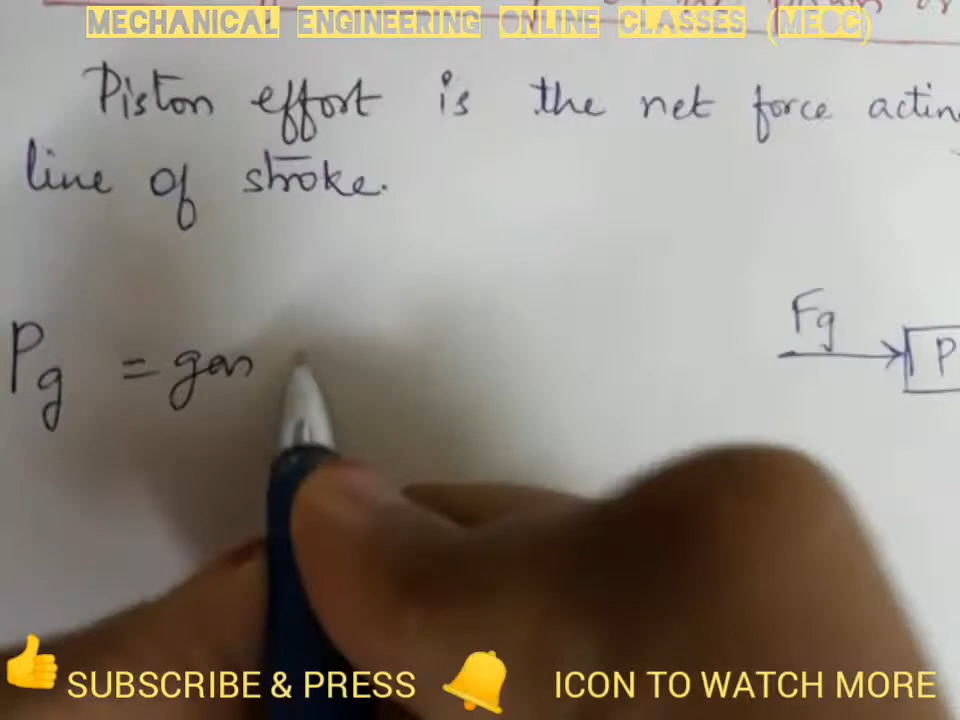 MECHANICAL ENGINEERING ONLINE CLASSES (MEOC)
Piston effort is the net force actin
line of stroke.
Fg
P
Pg = gas
SUBSCRIBE & PRESS ICON TO WATCH MORE